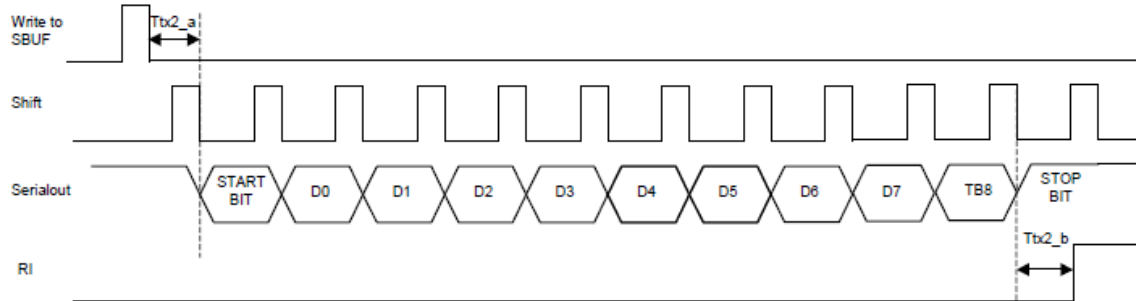 Write to
SBUF
Ttx2_a
Shift
Serialout
START
BIT
D0
D1
D2
D3
D4
D5
D6
D7
TB8
STOP
BIT
Ttx2_b
RI